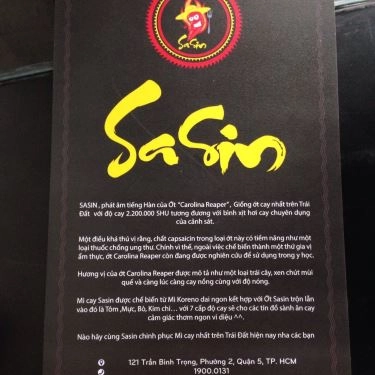 SaSin
SaSin
SASIN , phát âm tiếng Hàn của Ớt "Carolina Reaper", Giống ớt cay nhất trên Trái
Đất với độ cay 2.200.000 SHU tương đương với bình xịt hơi cay chuyên dụng
của cảnh sát.
Một điều khá thú vị rằng, chất capsaicin trong loại ớt này có tiềm năng như một
loại thuốc chống ung thư. Chính vì thế, ngoài việc chế biến thành một thứ gia vị
ẩm thực, ớt Carolina Reaper còn đang được nghiên cứu để sử dụng trong y học.
Hương vị của ớt Carolina Reaper được mô tả như một loại trái cây, xen chút mùi
quế và càng lúc càng cay nồng cùng với độ nóng.
Mì cay Sasin được chế biến từ Mì Koreno dai ngon kết hợp với Ớt Sasin trộn lẫn
vào đó là Tôm ,Mực, Bò, Kim chi... với 7 cấp độ cay sẽ cho các tín đồ sành ăn cay
cảm giác thơm ngon vi diệu ^^.
Nào hãy cùng Sasin chinh phục Mì cay nhất trên Trái Đất hiện nay nha các bạn
121 Trần Bình Trọng, Phường 2, Quận 5, TP. HCM
1900.0131